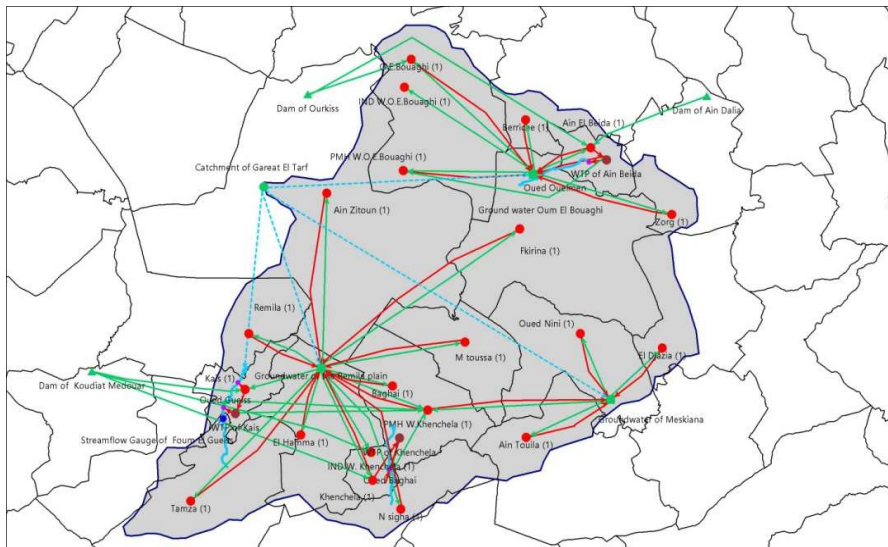 O.E.Bouaghi (1)
Dam of Ourkiss
IND W.O.E.Bouaghi (1)
Dam of Ain Dalia
Berriche (1)
Ain El Beida (1)
PMH W.O.E.Bouaghi (1)
Catchment of Gareat El Tarf
WTP of Ain Beida
Oued Ouelmen
Ain Zitoun (1)
Ground water Oum El Bouaghi
Zorg (1)
Fkirina (1)
Remila (1)
Oued Nini (1)
M toussa (1)
El Djazia (1)
Kais (1)
Groundwater of Remila plain
Dam of Koudiat Medouar
Baghai (1)
Oued Gueiss
PMH W.Khenchela (1)
Groundwater of Meskiana
WTP of Kais
Streamflow Gauge of Foum El Gueiss
El Hamma (1)
Ain Touila (1)
WTP of Khenchela
IND W. Khenchela (1)
Oued Baghai
Khenchela (1)
Tamza (1)
N sigha (1)